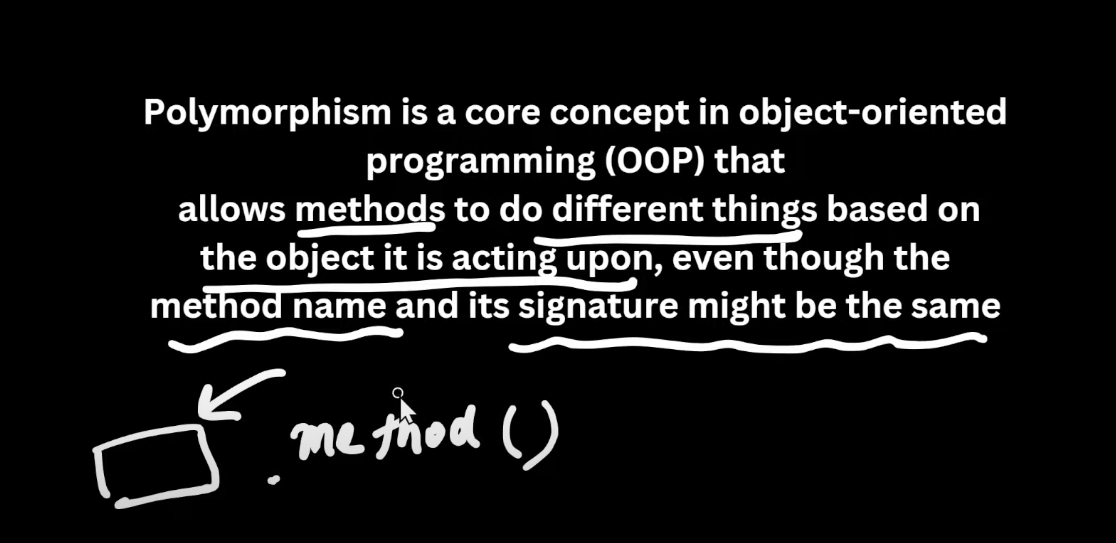 Polymorphism is a core concept in object-oriented
programming (OOP) that
allows methods to do different things based on
the object it is acting upon, even though the
method name and its signature might be the same
. method ()